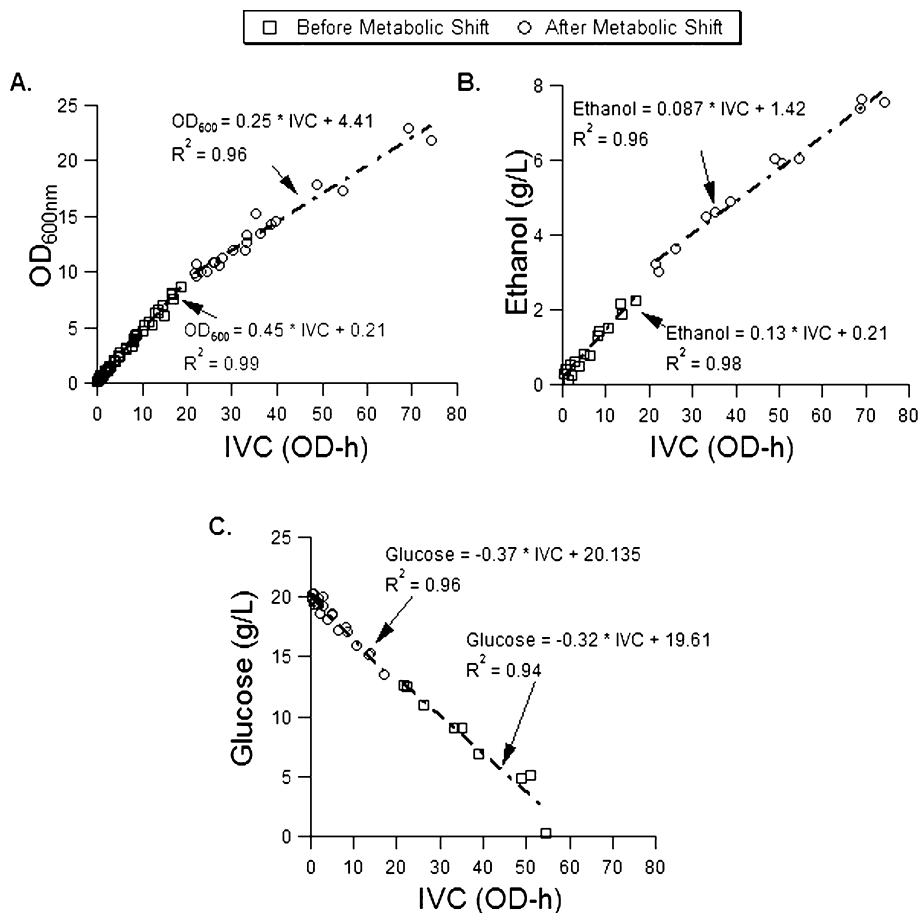 Before Metabolic Shift After Metabolic Shift
A.
25
20
15
10
5
0
OD600nm
OD600 = 0.25 * IVC + 4.41
R2 = 0.96
OD600 = 0.45 * IVC + 0.21
R2 = 0.99
0 10 20 30 40 50 60 70 80
IVC (OD-h)
B.
8
6
4
2
0
Ethanol (g/L)
Ethanol = 0.087 * IVC + 1.42
R2 = 0.96
Ethanol = 0.13 * IVC + 0.21
R2 = 0.98
0 10 20 30 40 50 60 70 80
IVC (OD-h)
C.
25
20
15
10
5
0
Glucose (g/L)
Glucose = -0.37 * IVC + 20.135
R2 = 0.96
Glucose = -0.32 * IVC + 19.61
R2 = 0.94
0 10 20 30 40 50 60 70 80
IVC (OD-h)